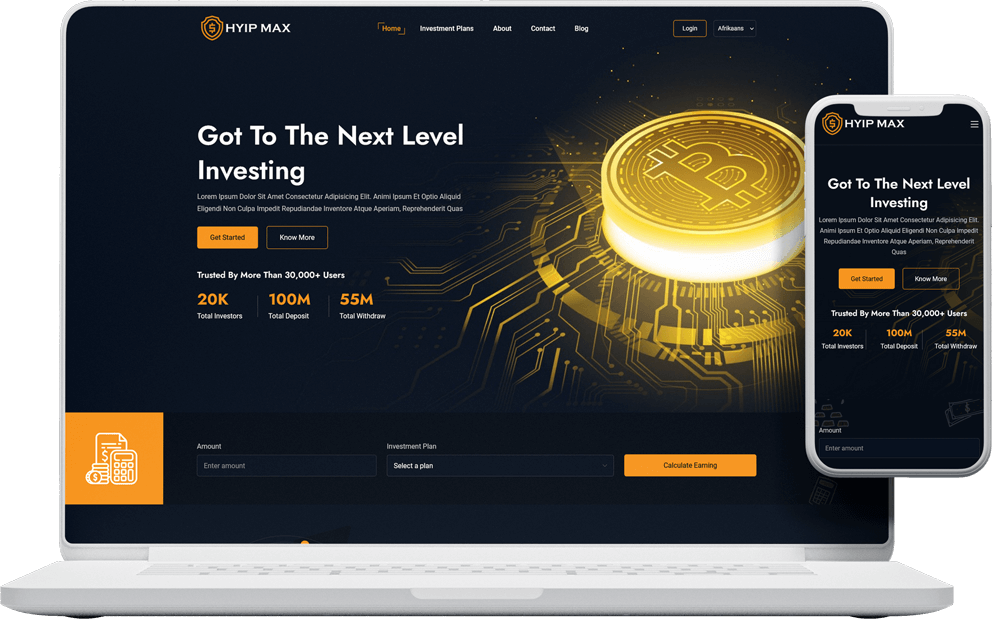 HYIP MAX
Home Investment Plans About Contact Blog
Login Afrikaans
Got To The Next Level
Investing
Lorem Ipsum Dolor Sit Amet Consectetur Adipisicing Elit. Animi Ipsum Et Optio Aliquid
Eligendi Non Culpa Impedit Repudiandae Inventore Atque Aperiam, Reprehenderit Quas
Get Started Know More
Trusted By More Than 30,000+ Users
20K 100M 55M
Total Investors Total Deposit Total Withdraw
Amount Investment Plan
Enter amount Select a plan Calculate Earning
HYIP MAX
Got To The Next Level
Investing
Lorem Ipsum Dolor Sit Amet Consectetur Adipisicing Elit.
Animi Ipsum Et Optio Aliquid Eligendi Non Culpa Impedit
Repudiandae Inventore Atque Aperiam, Reprehenderit
Quas
Get Started Know More
Trusted By More Than 30,000+ Users
20K 100M 55M
Total Investors Total Deposit Total Withdraw
Amount
Enter amount